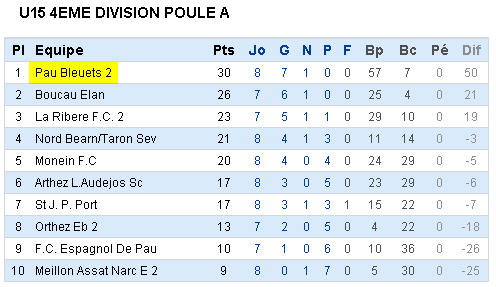 U15 4EME DIVISION POULE A
Pl Equipe Pts Jo G N P F Bp Bc Pé Dif
1 Pau Bleuets 2 30 8 7 1 0 0 57 7 0 50
2 Boucau Elan 26 7 6 1 0 0 25 4 0 21
3 La Ribere F.C. 2 23 7 5 1 1 0 29 10 0 19
4 Nord Bearn/Taron Sev 21 8 4 1 3 0 11 14 0 -3
5 Monein F.C 20 8 4 0 4 0 24 29 0 -5
6 Arthez L.Audejos Sc 17 8 3 0 5 0 23 29 0 -6
7 St J. P. Port 17 8 3 1 3 1 15 22 0 -7
8 Orthez Eb 2 13 7 2 0 5 0 4 22 0 -18
9 F.C. Espagnol De Pau 10 7 1 0 6 0 10 36 0 -26
10 Meillon Assat Narc E 2 9 8 0 1 7 0 5 30 0 -25